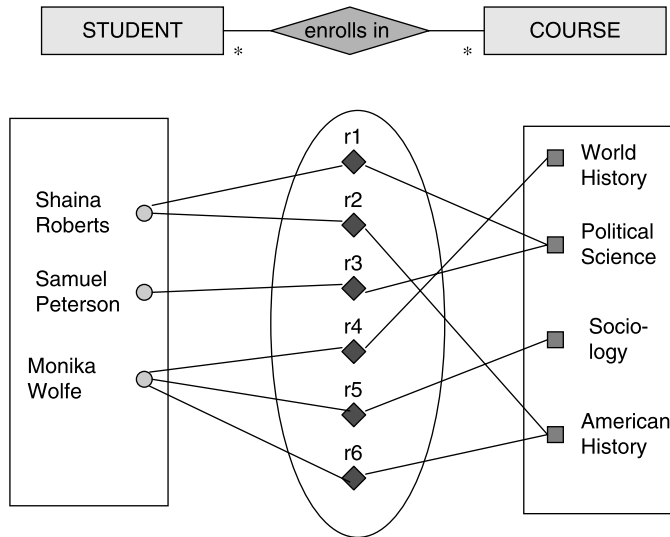 STUDENT
enrolls in
COURSE
*
*
Shaina
Roberts
Samuel
Peterson
Monika
Wolfe
r1
r2
r3
r4
r5
r6
World
History
Political
Science
Socio-
logy
American
History